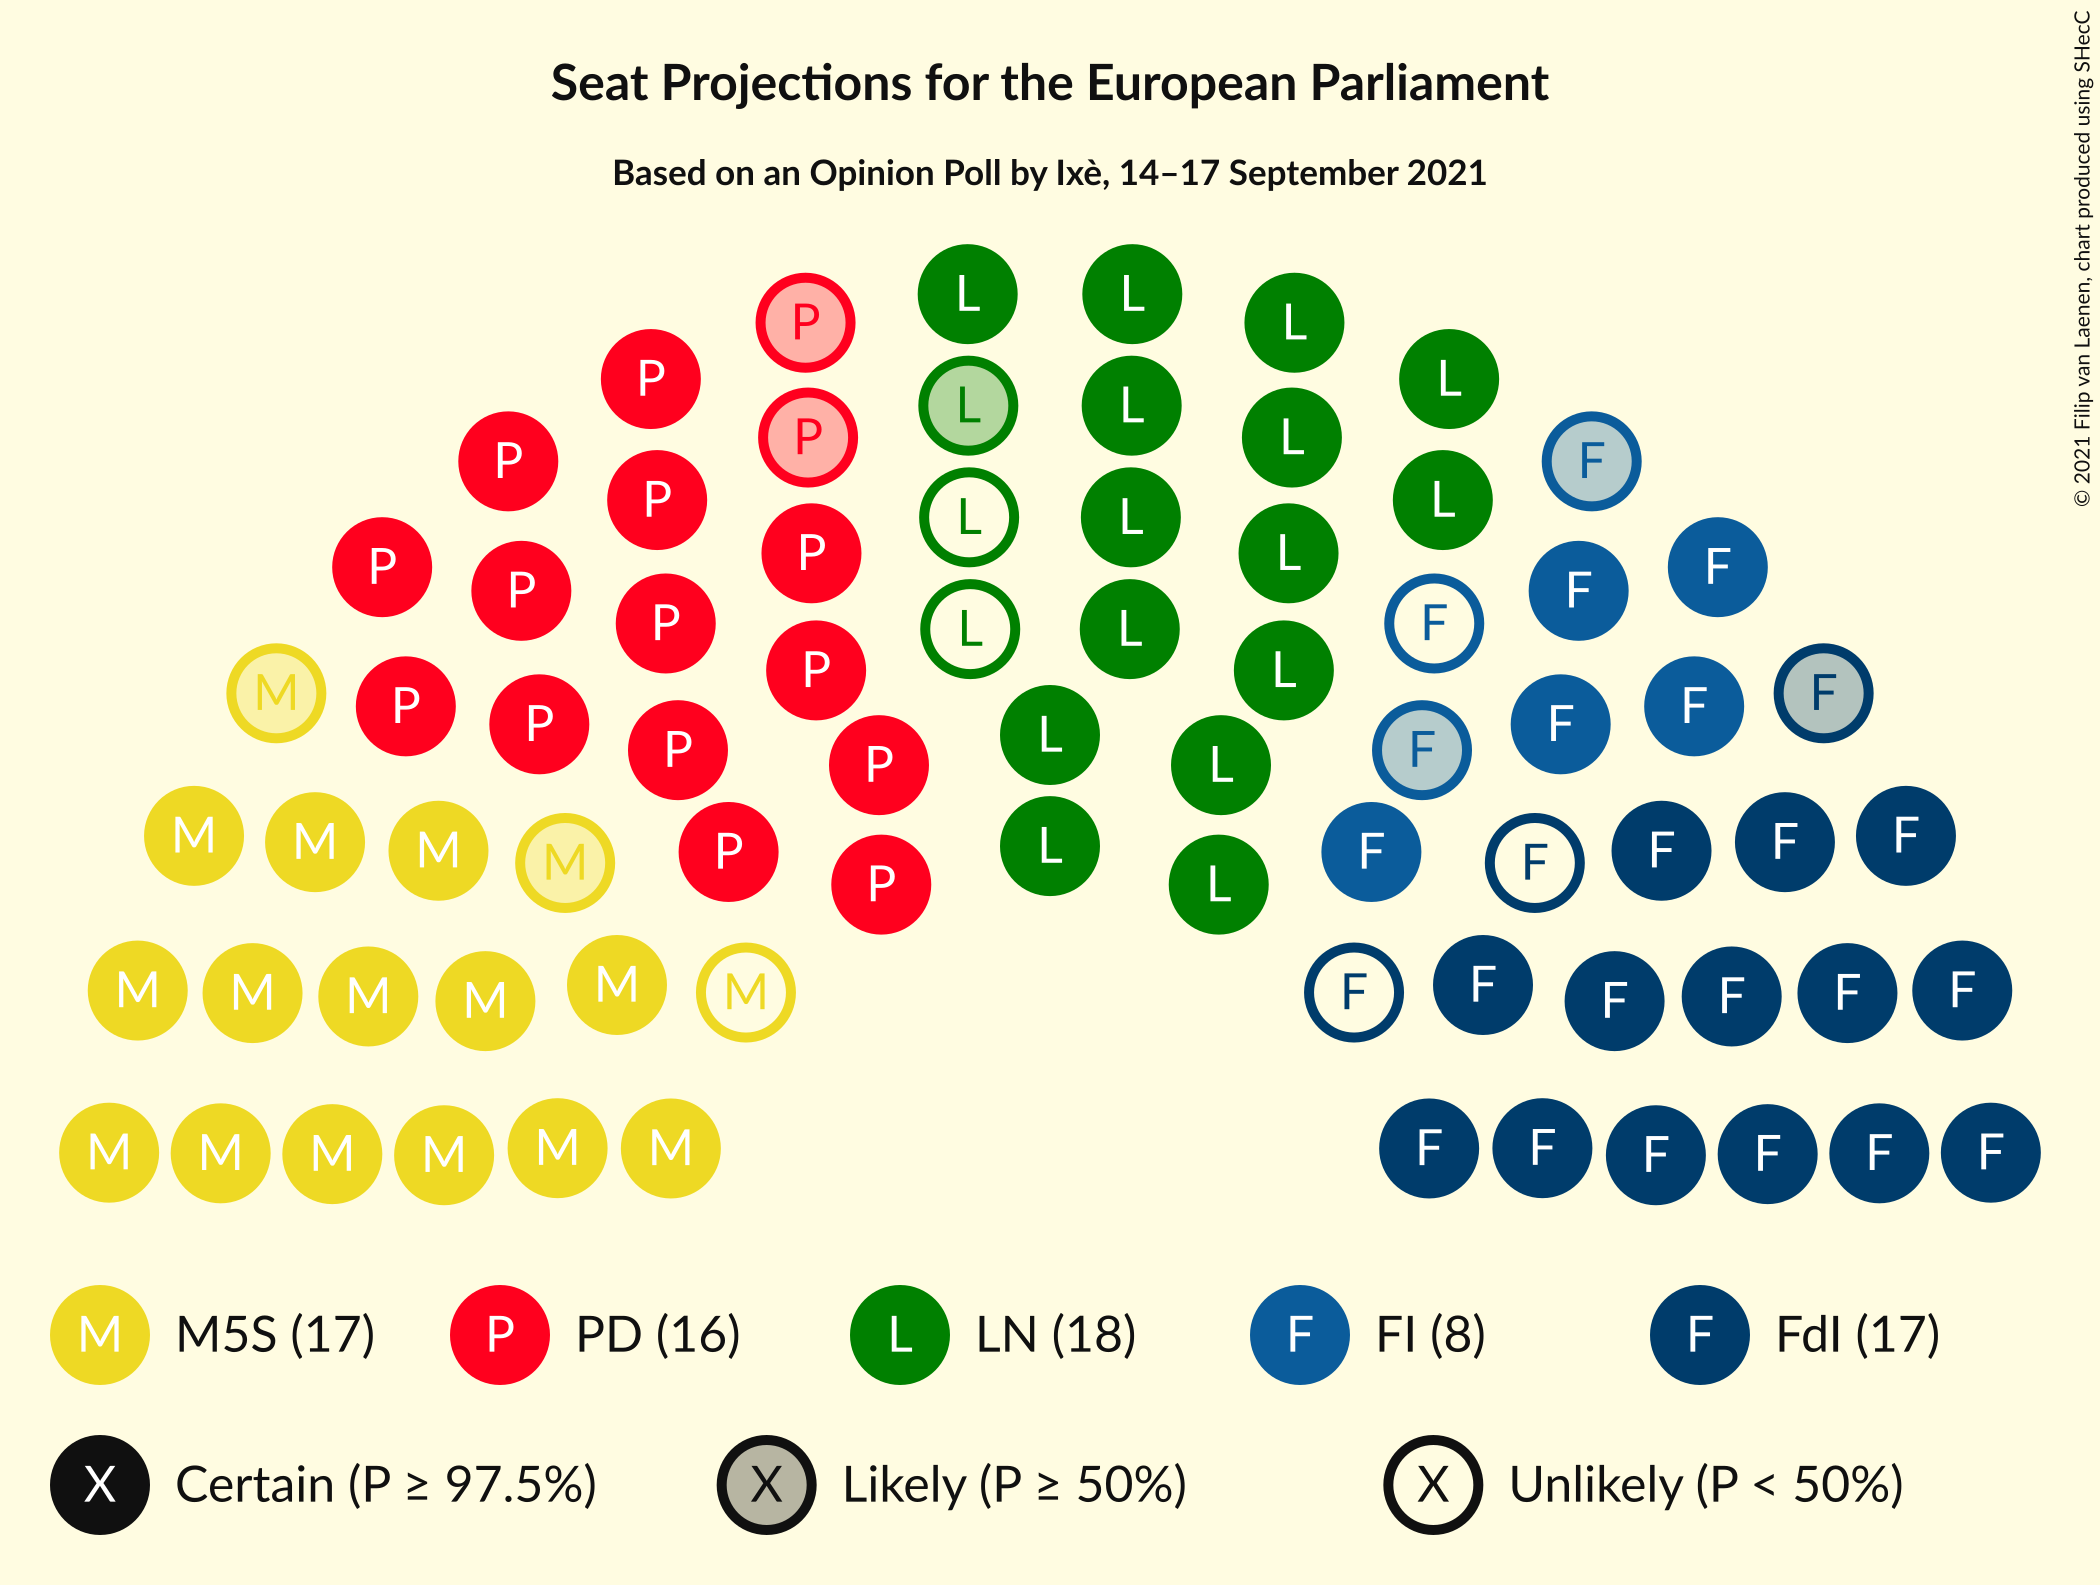 Seat Projections for the European Parliament
Based on an Opinion Poll by Ixè, 14–17 September 2021
© 2021 Filip van Laenen, chart produced using SHecC
L L
P L L
P L L
P L L L
P L F
P P L L L
P P L L
P F F
P P F F F
P L L
P L
M F
P P L F
P F F
P L
P L
M M F F
M M P L F F F
M M F F
P L
M F
M M M M F F F F
M M M F F F
M M M M M M F F F F F F
M M5S (17) P PD (16) L LN (18) F FI (8) F FdI (17)
X Certain (P ≥ 97.5%) X Likely (P ≥ 50%) X Unlikely (P < 50%)